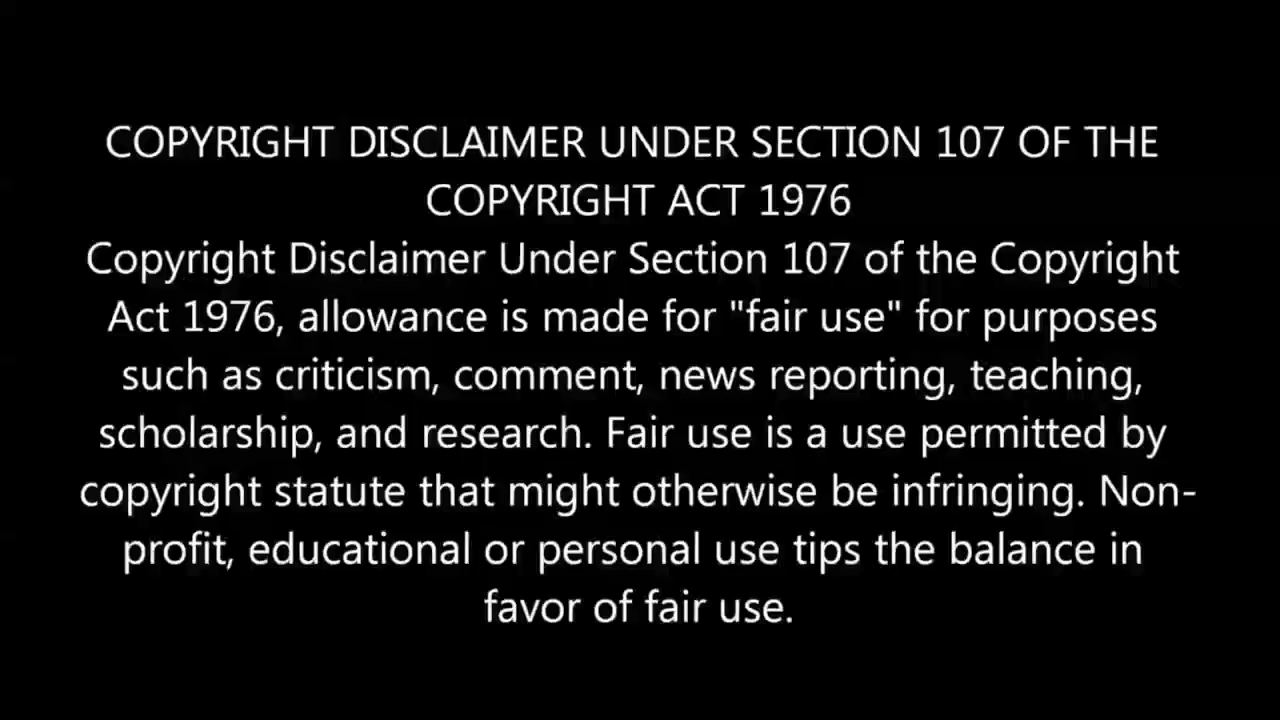 COPYRIGHT DISCLAIMER UNDER SECTION 107 OF THE
COPYRIGHT ACT 1976
Copyright Disclaimer Under Section 107 of the Copyright
Act 1976, allowance is made for "fair use" for purposes
such as criticism, comment, news reporting, teaching,
scholarship, and research. Fair use is a use permitted by
copyright statute that might otherwise be infringing. Non-
profit, educational or personal use tips the balance in
favor of fair use.